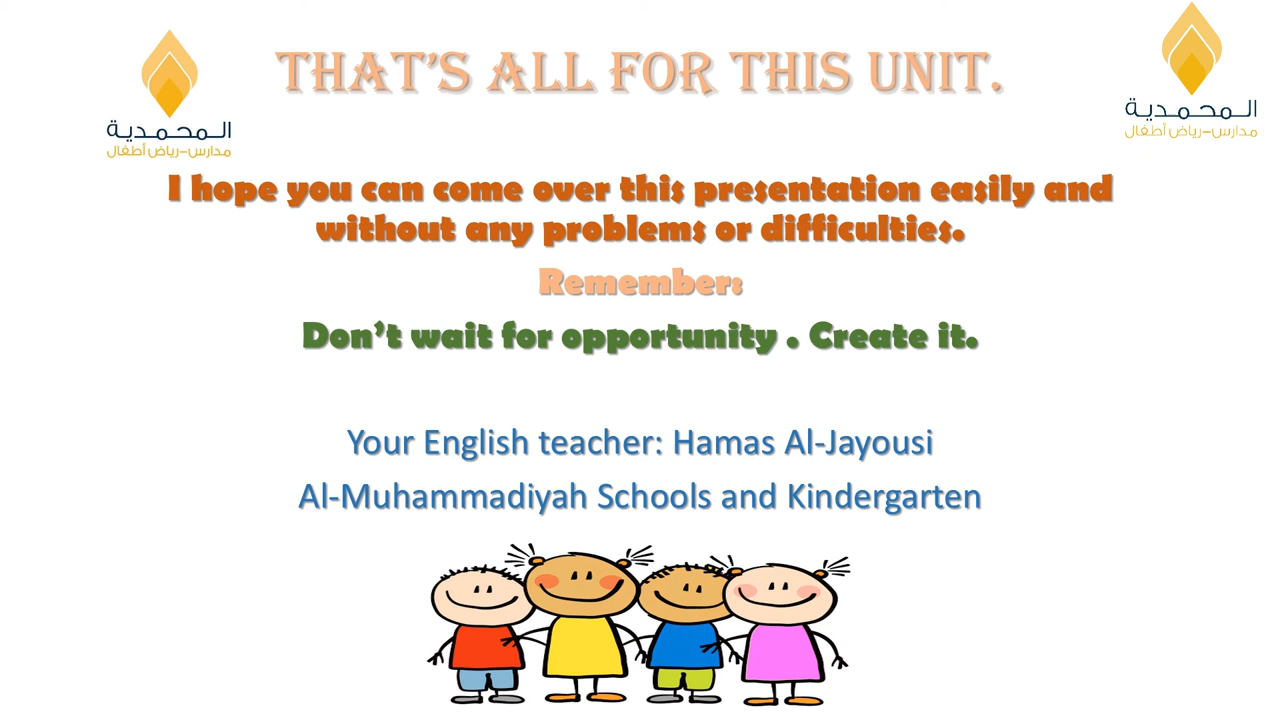 THAT'S ALL FOR THIS UNIT.
المحمدية
مدارس-رياض أطفال
المحمدية
مدارس-رياض أطفال
I hope you can come over this presentation easily and
without any problems or difficulties.
Remember:
Don't wait for opportunity . Create it.
Your English teacher: Hamas Al-Jayousi
Al-Muhammadiyah Schools and Kindergarten